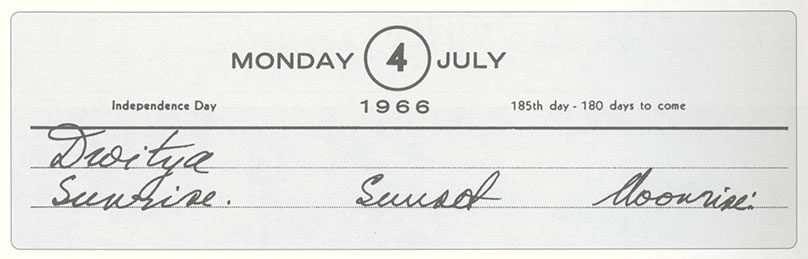 MONDAY 4 JULY
Independence Day 1966 185th day - 180 days to come
Dwitya
Sunrise. Sunset Moonrise: